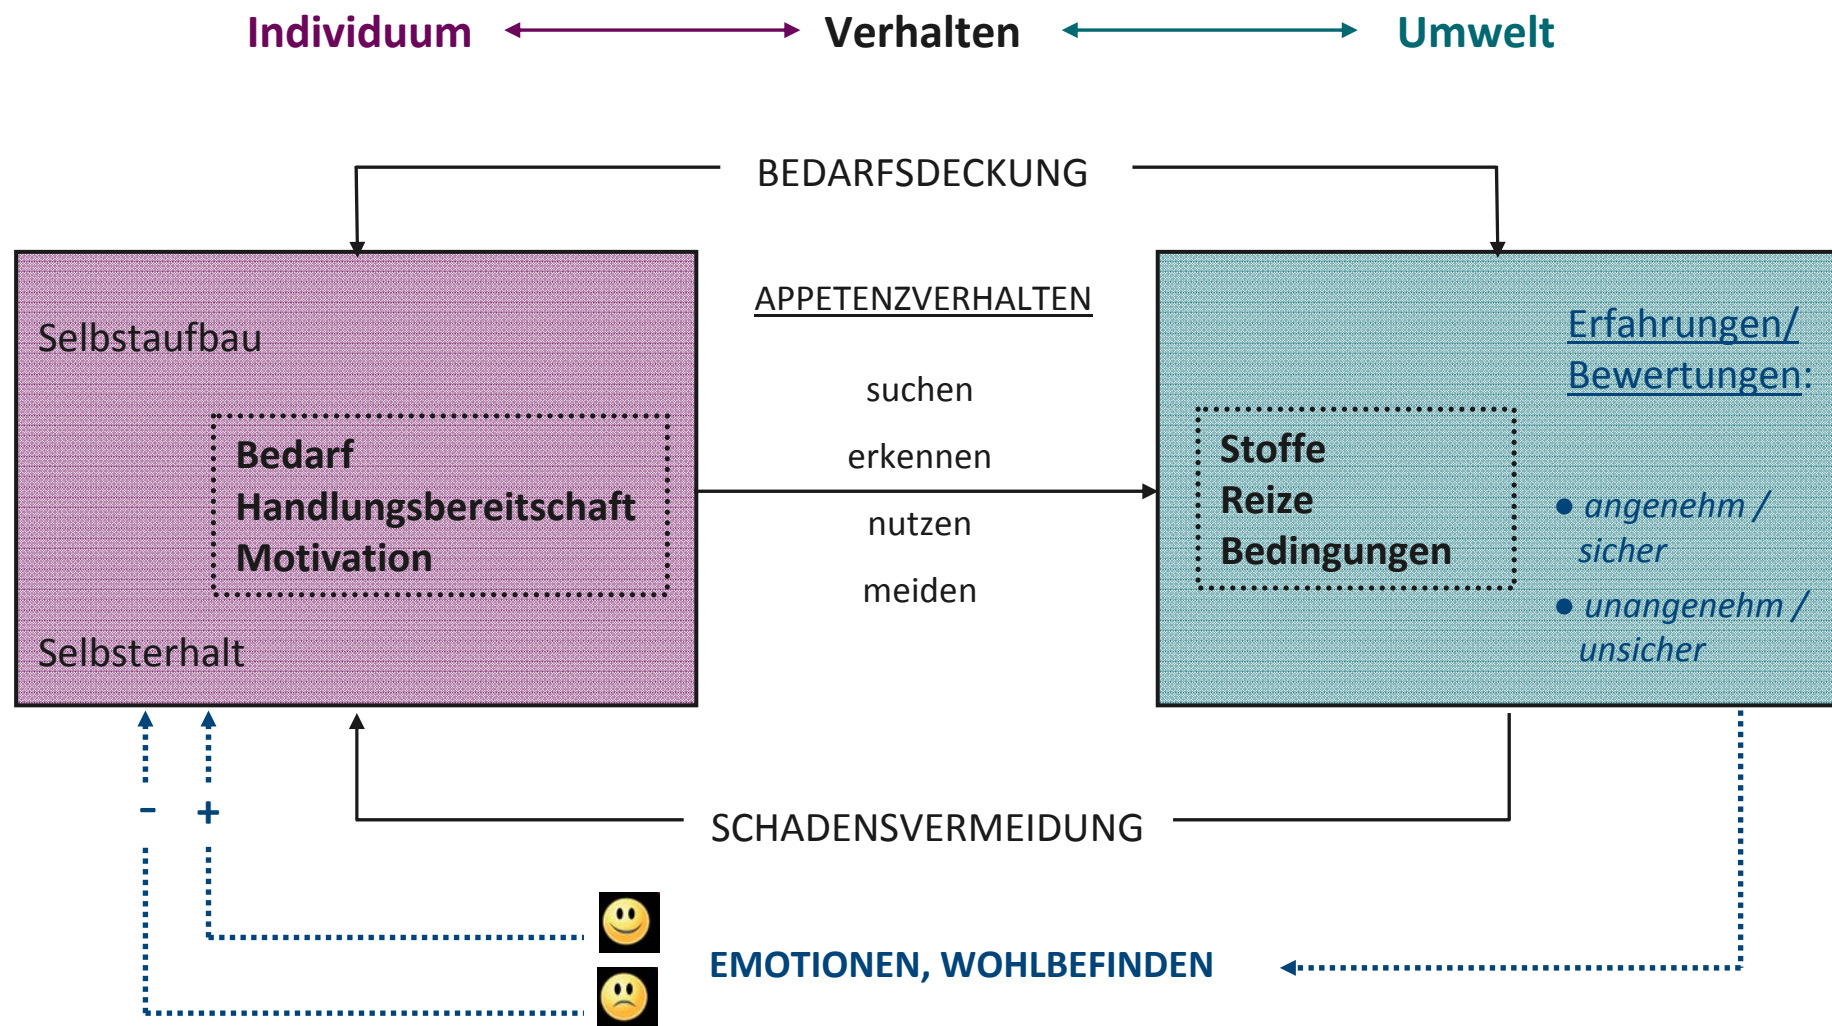 Individuum
Verhalten
Umwelt
BEDARFSDECKUNG
Selbstaufbau
Bedarf
Handlungsbereitschaft
Motivation
Selbsterhalt
APPETENZVERHALTEN
suchen
erkennen
nutzen
meiden
Erfahrungen/
Bewertungen:
Stoffe
Reize
Bedingungen
● angenehm /
sicher
● unangenehm /
unsicher
- +
SCHADENSVERMEIDUNG
EMOTIONEN, WOHLBEFINDEN